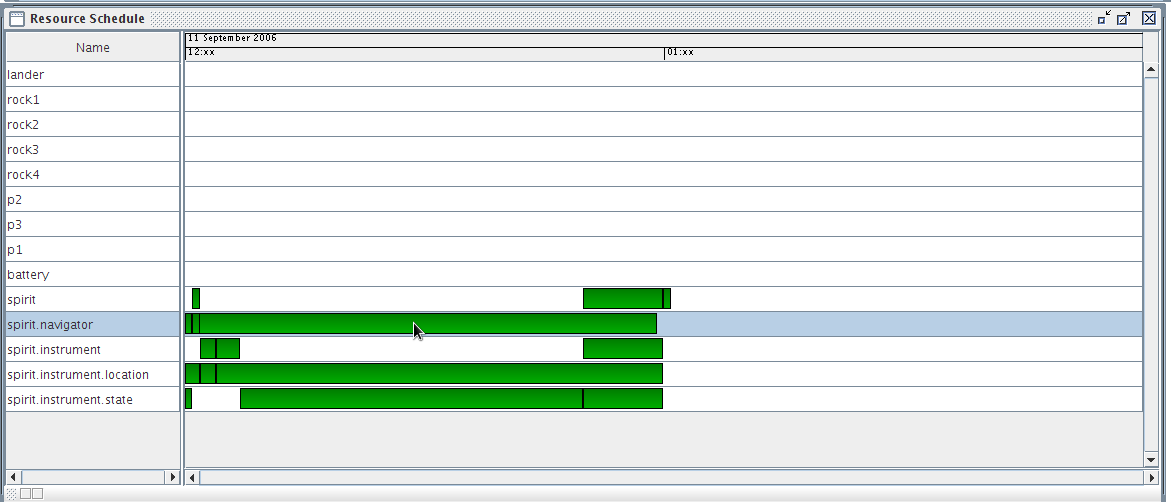 Resource Schedule
Name
11 September 2006
12:xx
01:xx
lander
rock1
rock2
rock3
rock4
p2
p3
p1
battery
spirit
spirit.navigator
spirit.instrument
spirit.instrument.location
spirit.instrument.state